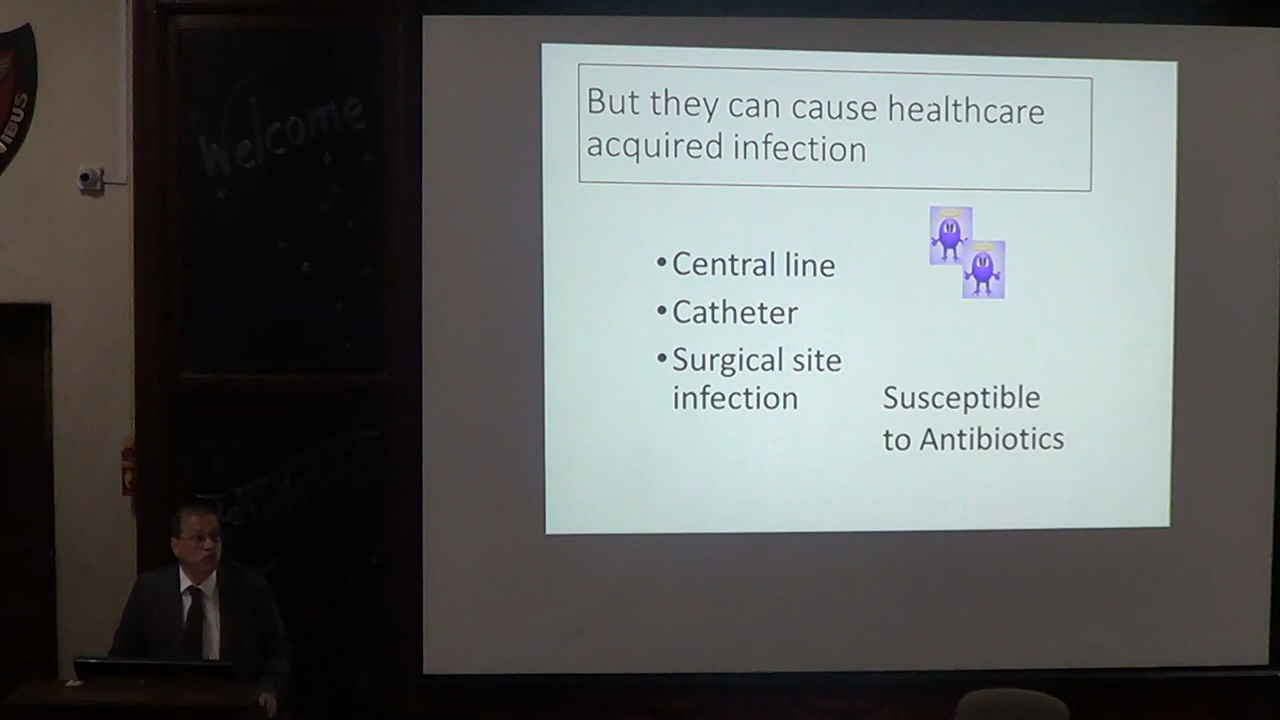 But they can cause healthcare
acquired infection
• Central line
• Catheter
• Surgical site
infection
Susceptible
to Antibiotics
Welcome